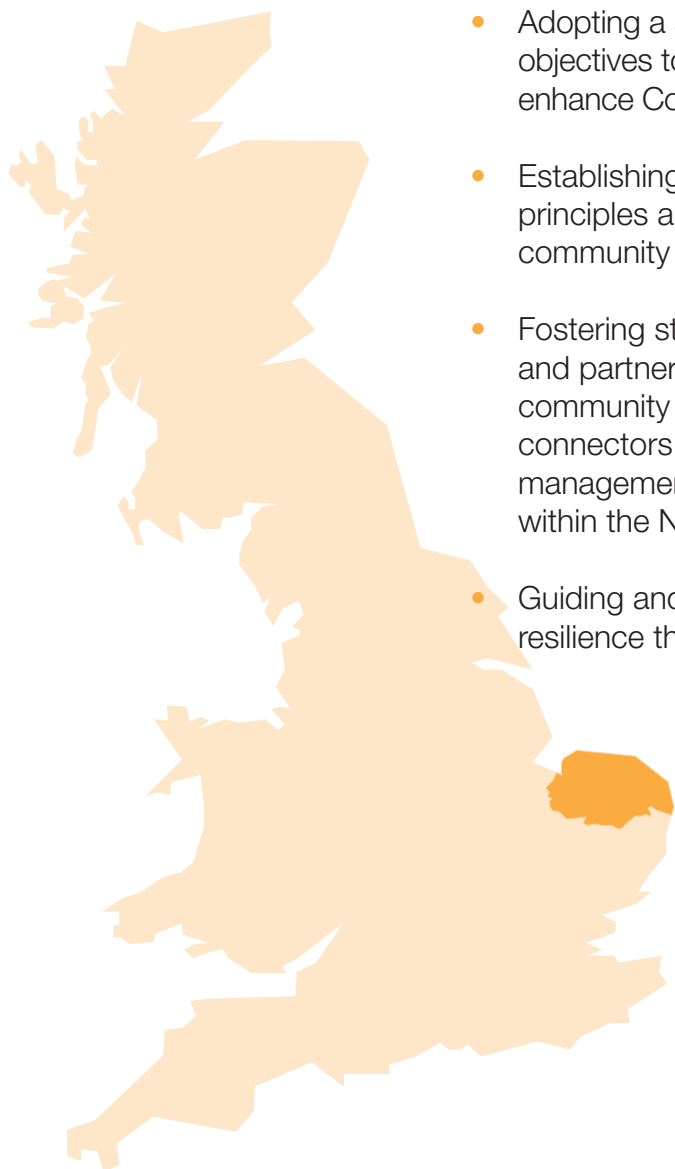 • Adopting a
objectives to
enhance Co
• Establishing
principles a
community
• Fostering st
and partner
community
connectors
managemen
within the N
• Guiding and
resilience th